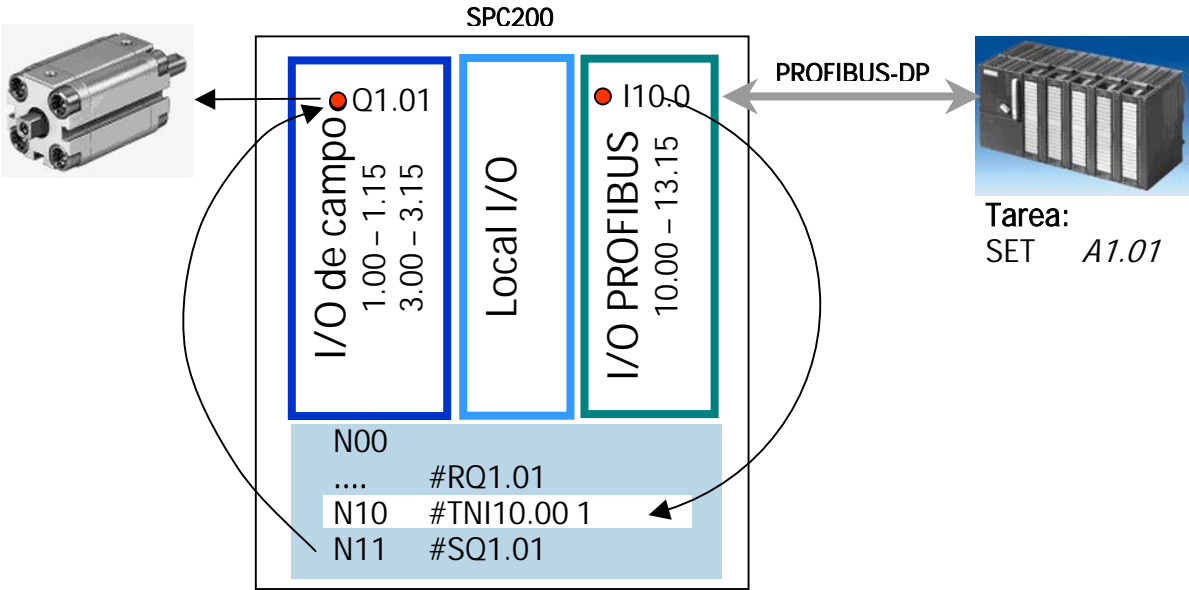 SPC200
Q1.01
I/O de campo
1.00 – 1.15
3.00 – 3.15
Local I/O
I10.0
I/O PROFIBUS
10.00 – 13.15
PROFIBUS-DP
Tarea:
SET A1.01
N00
.... #RQ1.01
N10 #TNI10.00 1
N11 #SQ1.01